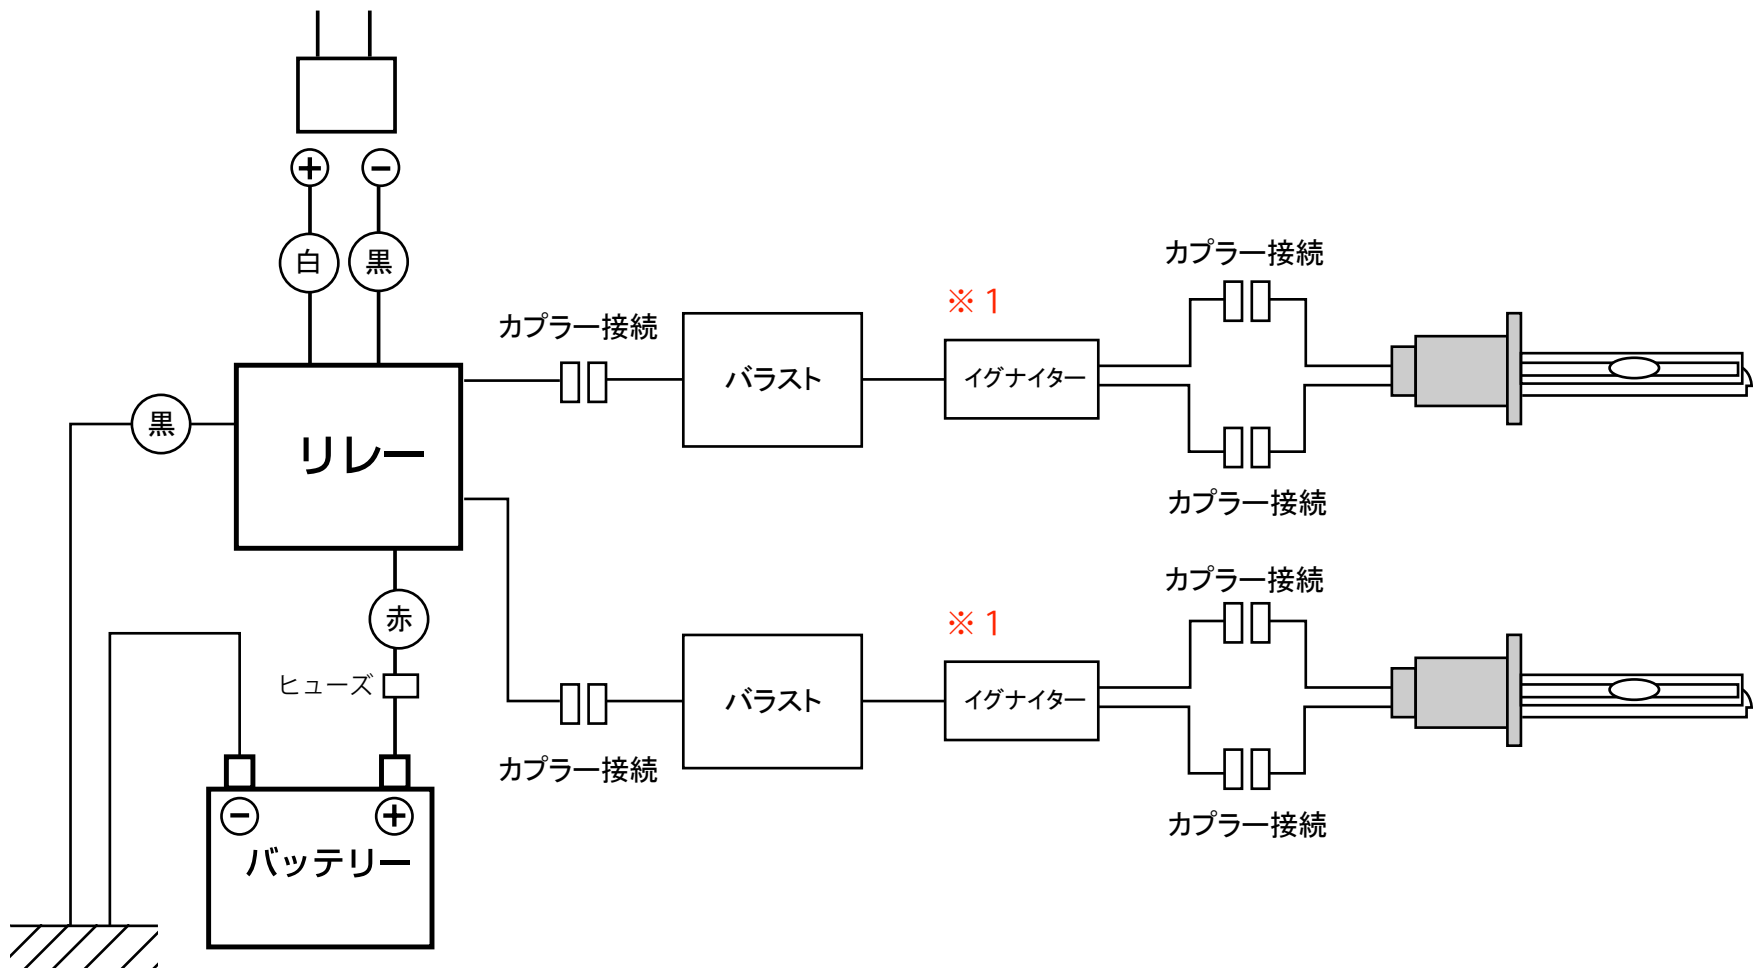 +
−
白
黒
カプラー接続
※1
カプラー接続
黒
リレー
バラスト
イグナイター
カプラー接続
赤
ヒューズ
カプラー接続
※1
カプラー接続
バラスト
イグナイター
カプラー接続
−
+
バッテリー